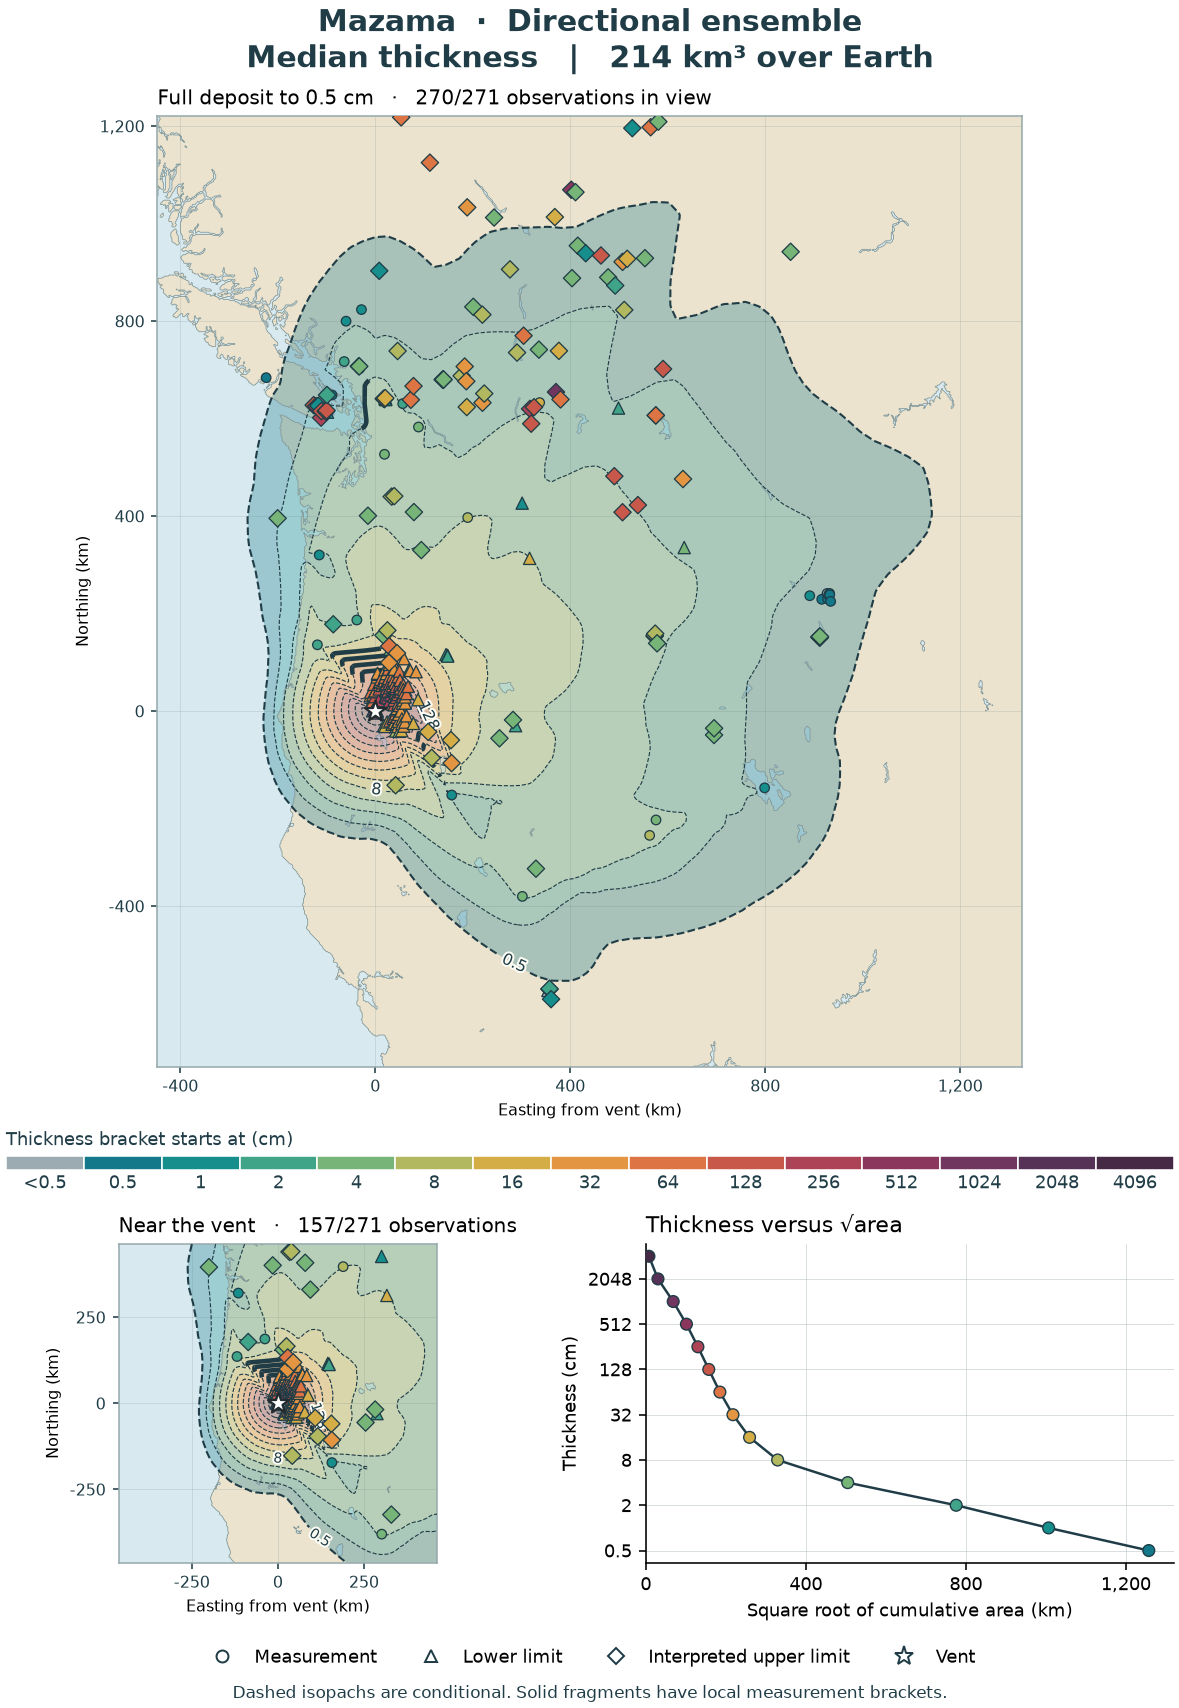 Mazama · Directional ensemble
Median thickness | 214 km³ over Earth
Full deposit to 0.5 cm · 270/271 observations in view
1,200
800
400
0
-400
Northing (km)
128
8
2
0.5
-400 0 400 800 1,200
Easting from vent (km)
Thickness bracket starts at (cm)
<0.5 0.5 1 2 4 8 16 32 64 128 256 512 1024 2048 4096
Near the vent · 157/271 observations
250
0
-250
Northing (km)
8
0.5
-250 0 250
Easting from vent (km)
Thickness versus √area
2048
512
128
32
8
2
0.5
Thickness (cm)
0 400 800 1,200
Square root of cumulative area (km)
Measurement Lower limit Interpreted upper limit Vent
Dashed isopachs are conditional. Solid fragments have local measurement brackets.